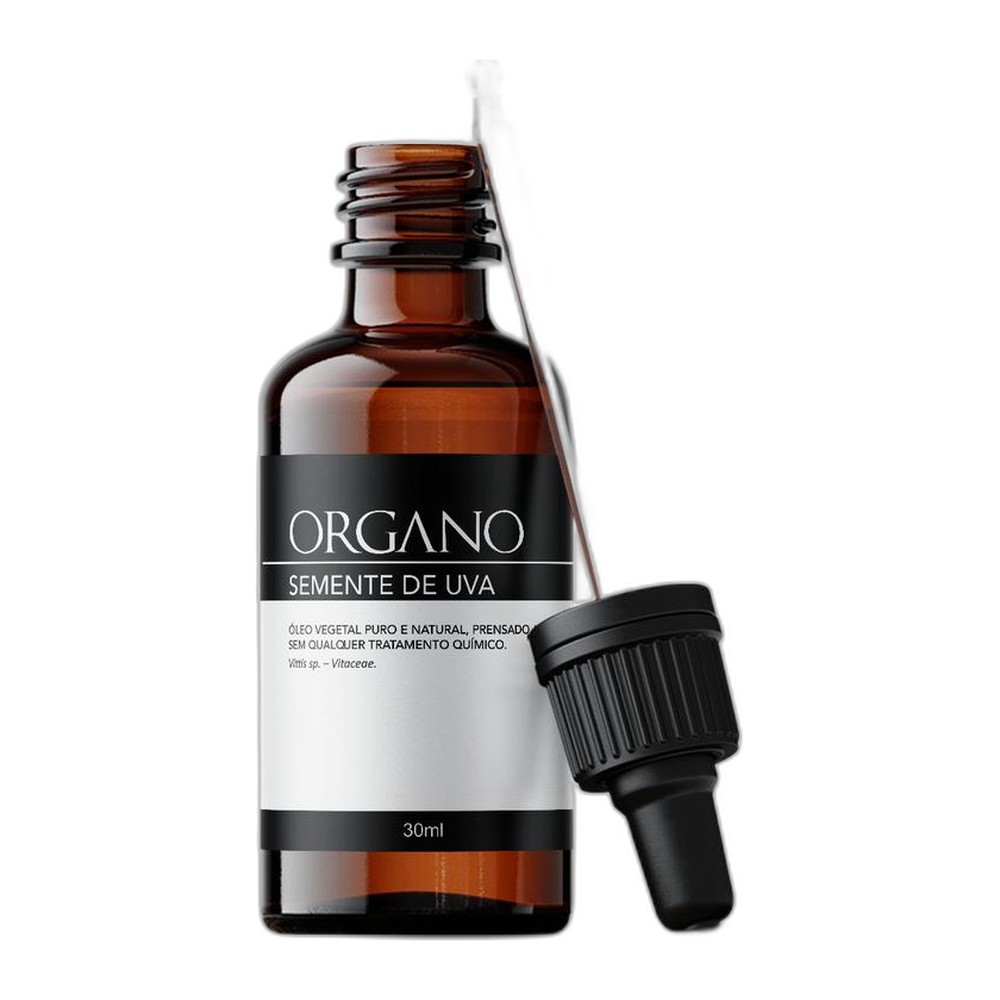 ORGANO
SEMENTE DE UVA
ÓLEO VEGETAL PURO E NATURAL, PRENSADO
SEM QUALQUER TRATAMENTO QUÍMICO.
Vittis sp. – Vitaceae.
30ml